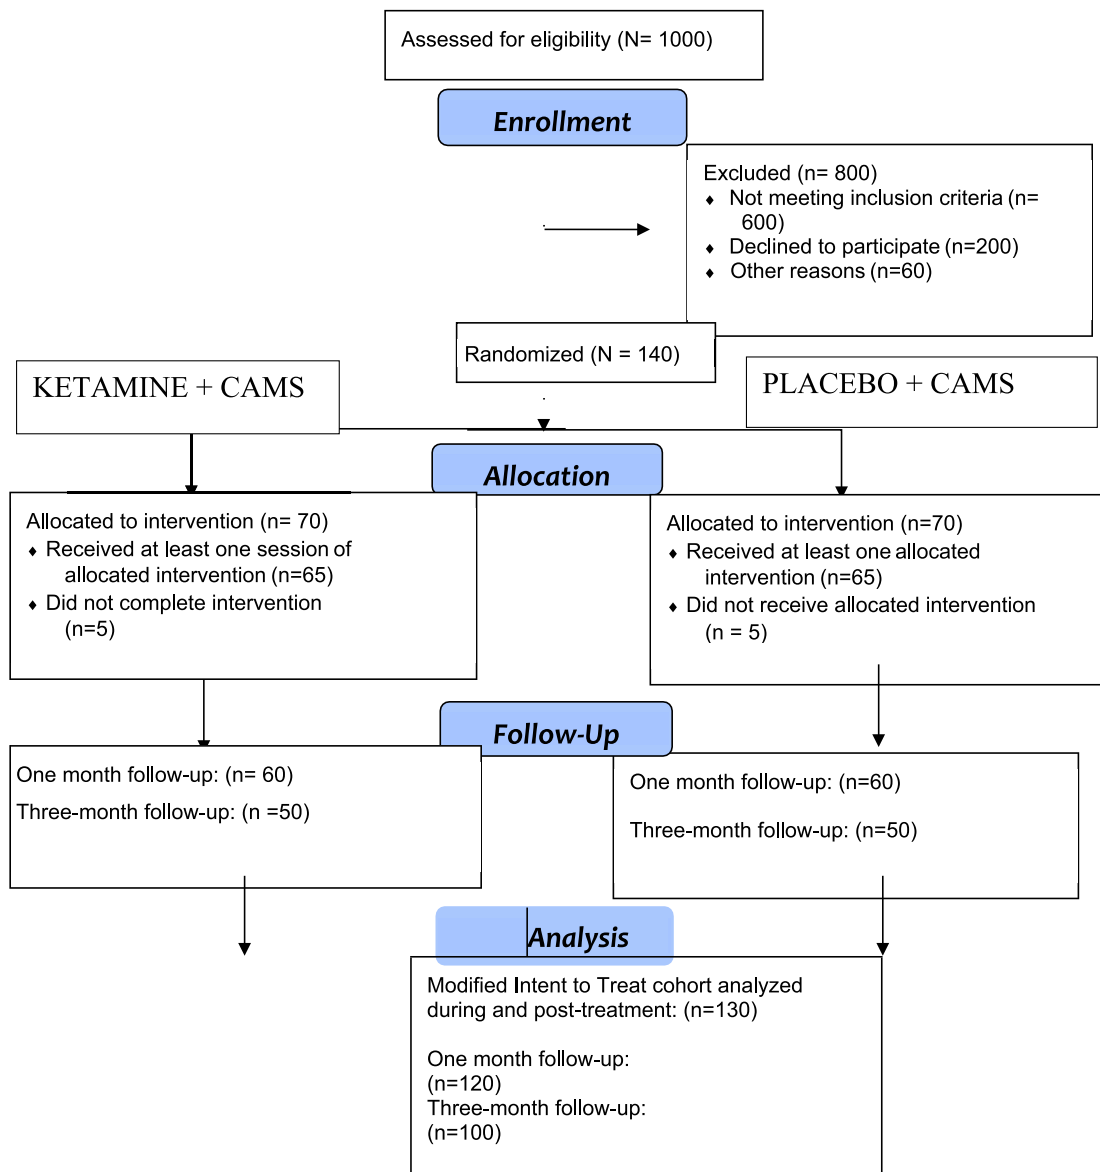 Assessed for eligibility (N= 1000)
Enrollment
Excluded (n= 800)
♦ Not meeting inclusion criteria (n=
600)
♦ Declined to participate (n=200)
♦ Other reasons (n=60)
Randomized (N = 140)
KETAMINE + CAMS
PLACEBO + CAMS
Allocation
Allocated to intervention (n= 70)
♦ Received at least one session of
allocated intervention (n=65)
♦ Did not complete intervention
(n=5)
Allocated to intervention (n=70)
♦ Received at least one allocated
intervention (n=65)
♦ Did not receive allocated intervention
(n = 5)
Follow-Up
One month follow-up: (n= 60)
Three-month follow-up: (n =50)
One month follow-up: (n=60)
Three-month follow-up: (n=50)
Analysis
Modified Intent to Treat cohort analyzed
during and post-treatment: (n=130)
One month follow-up:
(n=120)
Three-month follow-up:
(n=100)